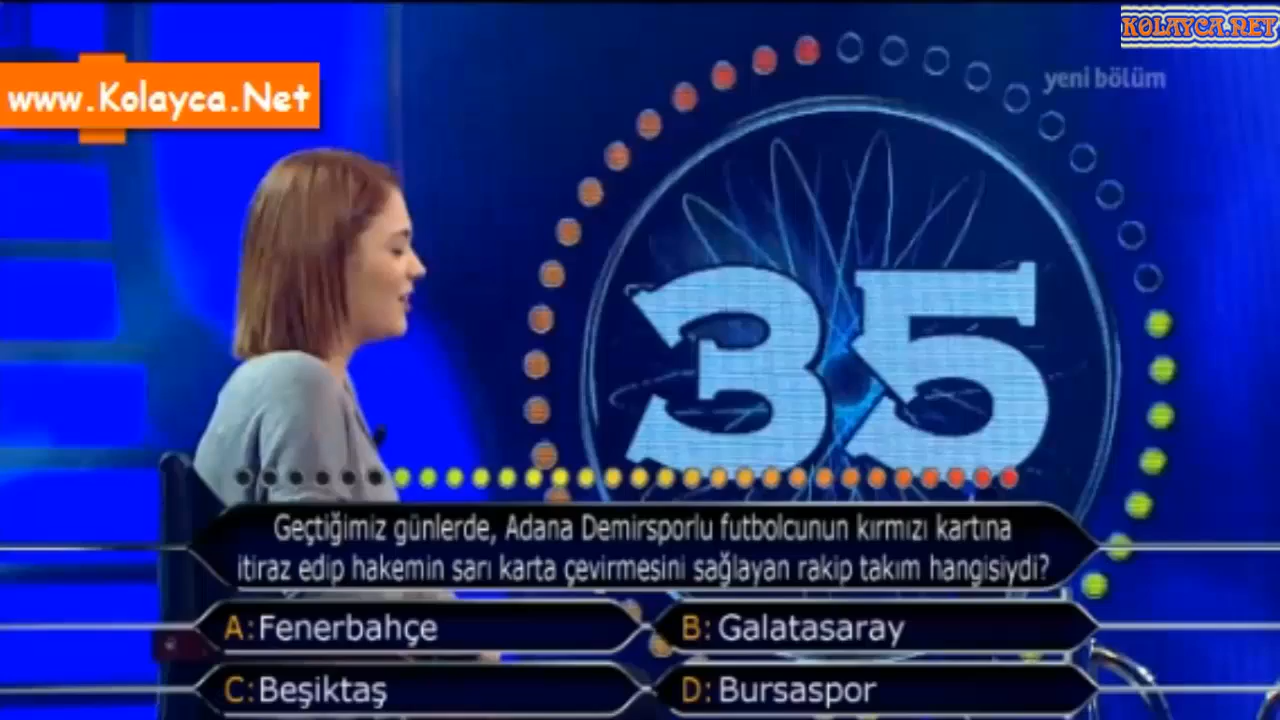 KOLAYCA.NET
www.Kolayca.Net
yeni bölüm
35
Geçtiğimiz günlerde, Adana Demirsporlu futbolcunun kırmızı kartına
itiraz edip hakemin sarı karta çevirmesini sağlayan rakip takım hangisiydi?
A: Fenerbahçe
B: Galatasaray
C: Beşiktaş
D: Bursaspor